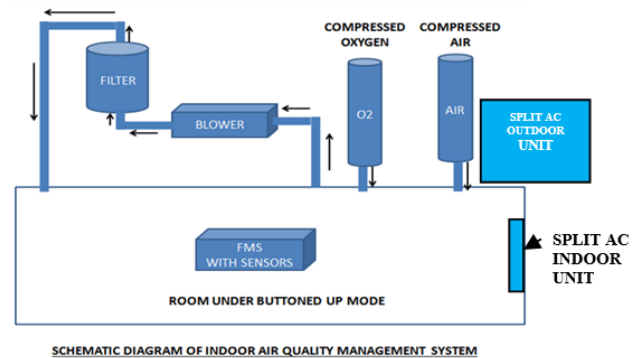 COMPRESSED
OXYGEN
COMPRESSED
AIR
FILTER
BLOWER
O2
AIR
SPLIT AC
OUTDOOR
UNIT
FMS
WITH SENSORS
SPLIT AC
INDOOR
UNIT
ROOM UNDER BUTTONED UP MODE
SCHEMATIC DIAGRAM OF INDOOR AIR QUALITY MANAGEMENT SYSTEM